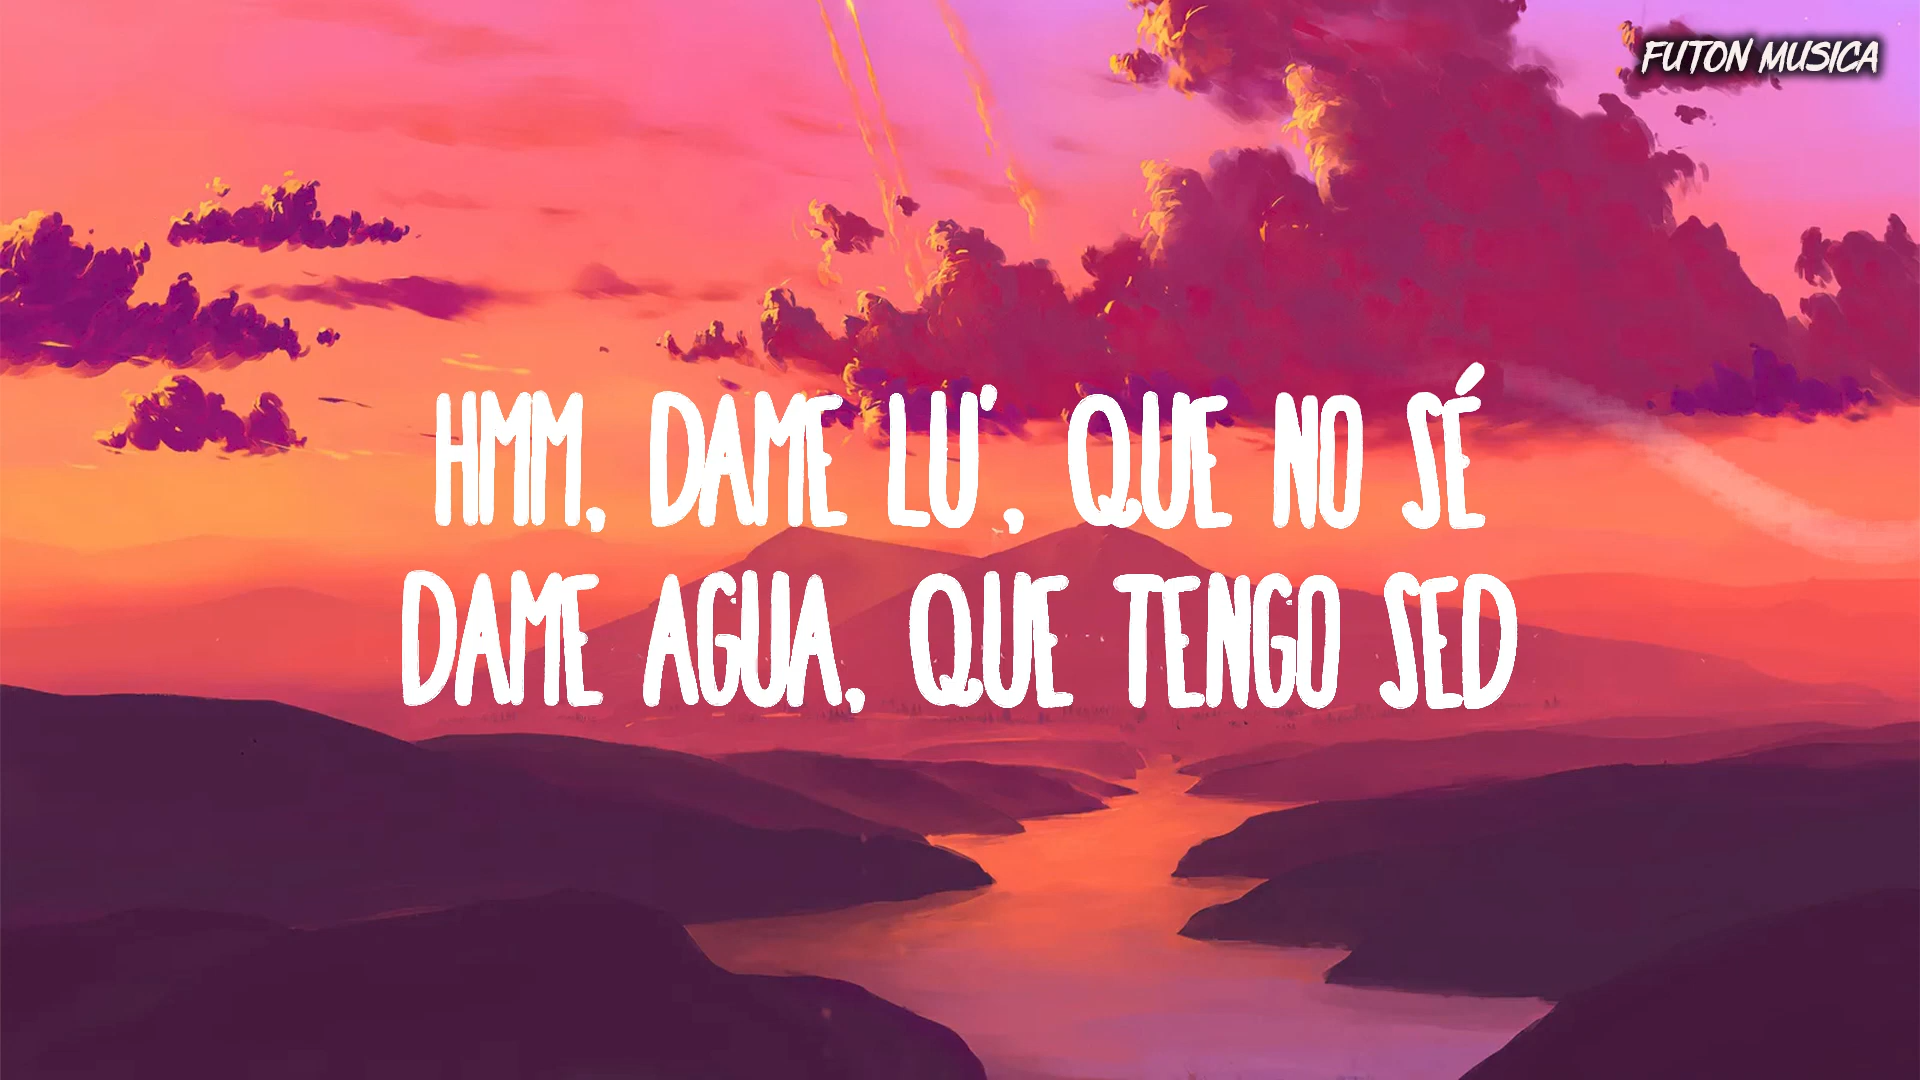 FUTON MUSICA
HMM, DAME LU', QUE NO SÉ
DAME AGUA, QUE TENGO SED